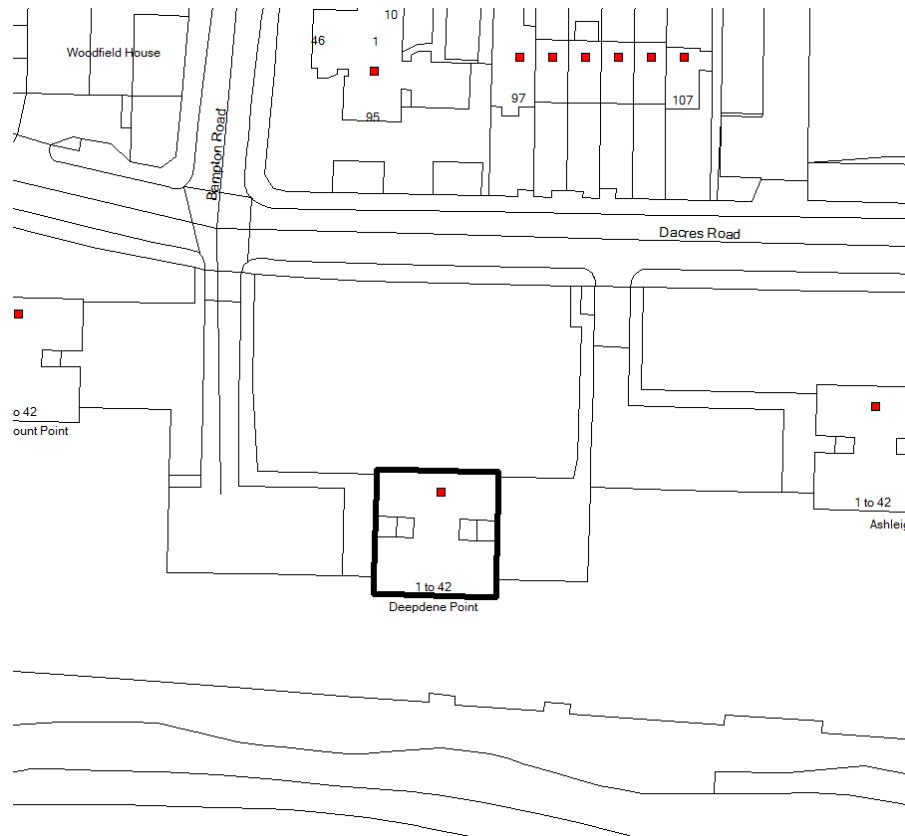 10
46
1
Woodfield House
95
97
107
Bampton Road
Dacres Road
o 42
ount Point
1 to 42
Ashleig
1 to 42
Deepdene Point